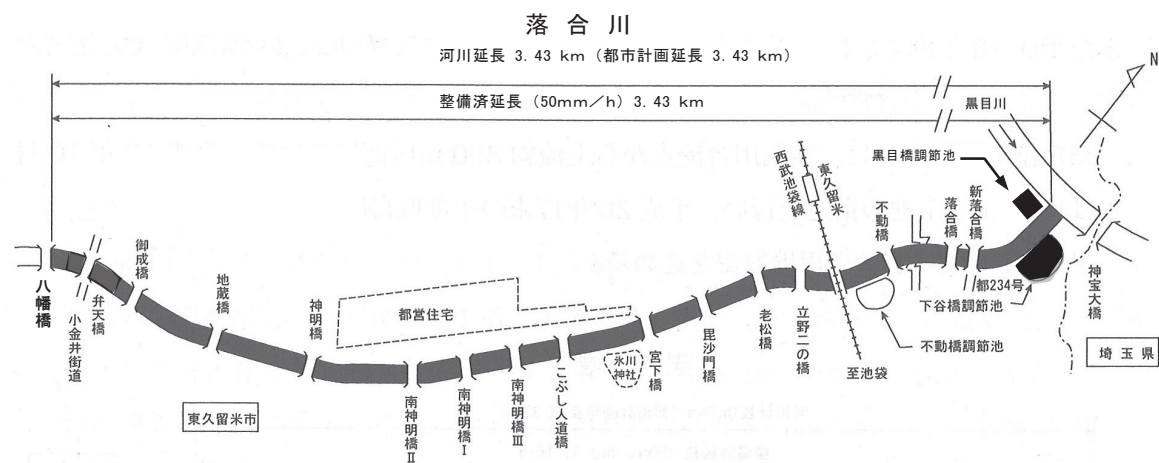 落合川
河川延長 3.43 km（都市計画延長 3.43 km）
整備済延長（50mm／h）3.43 km
N
黒目川
黒目橋調節池
西武池袋線
東久留米
不動橋
落合橋
新落合橋
都234号
下谷橋調節池
神宝大橋
不動橋調節池
埼玉県
至池袋
八幡橋
小金井街道
弁天橋
御成橋
地蔵橋
神明橋
都営住宅
南神明橋Ⅱ
南神明橋Ⅰ
南神明橋Ⅲ
こぶし人道橋
氷川
神社
宮下橋
毘沙門橋
老松橋
立野二の橋
東久留米市